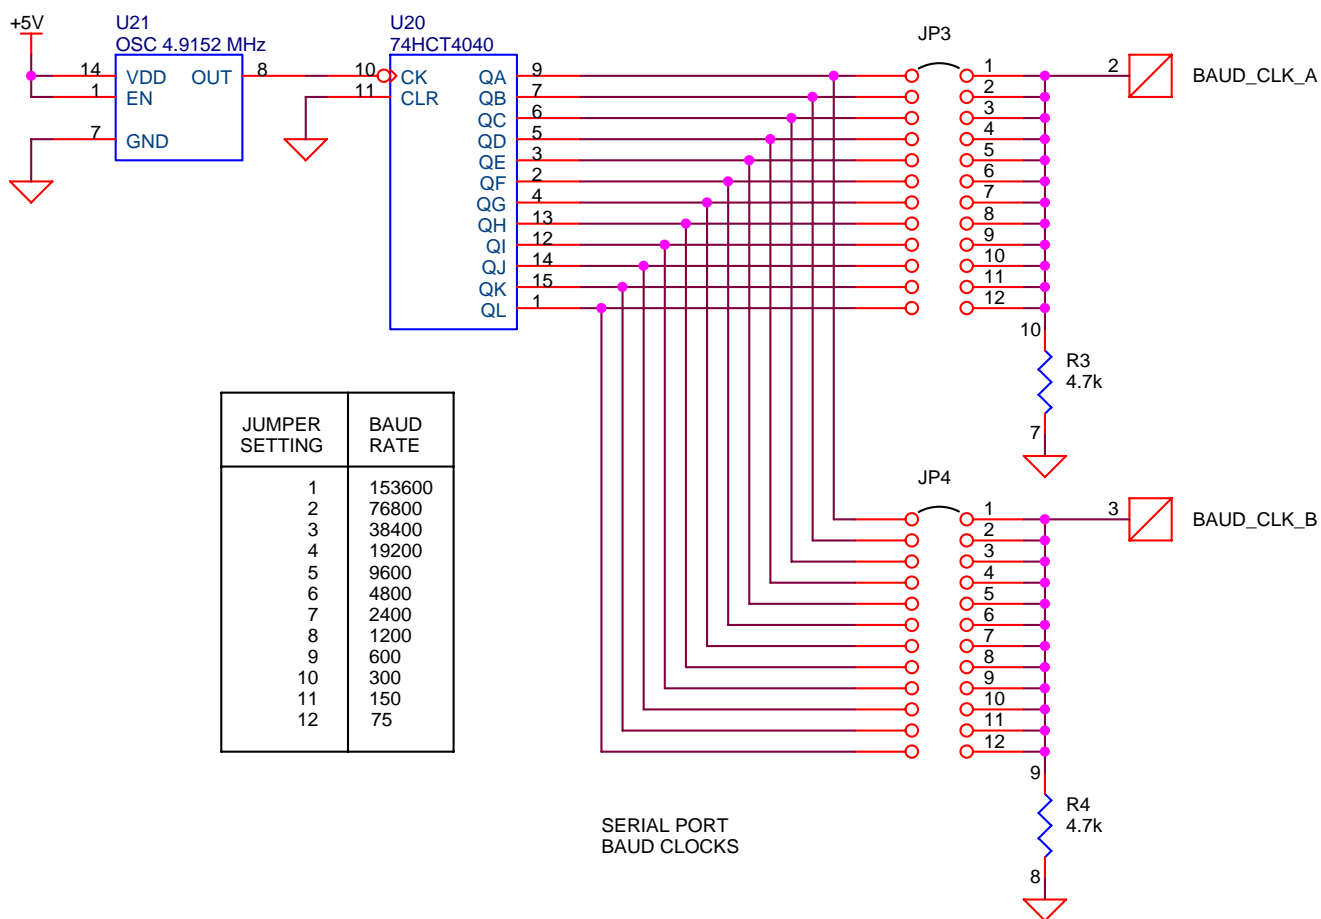 +5V
U21
OSC 4.9152 MHz
14
VDD
OUT
8
1
EN
7
GND
U20
74HCT4040
10
CK
11
CLR
QA
9
QB
7
QC
6
QD
5
QE
3
QF
2
QG
4
QH
13
QI
12
QJ
14
QK
15
QL
1
JP3
1
2
3
4
5
6
7
8
9
10
11
12
2
BAUD_CLK_A
10
R3
4.7k
7
JUMPER SETTING
BAUD RATE
1 153600
2 76800
3 38400
4 19200
5 9600
6 4800
7 2400
8 1200
9 600
10 300
11 150
12 75
JP4
1
2
3
4
5
6
7
8
9
10
11
12
3
BAUD_CLK_B
9
R4
4.7k
8
SERIAL PORT
BAUD CLOCKS